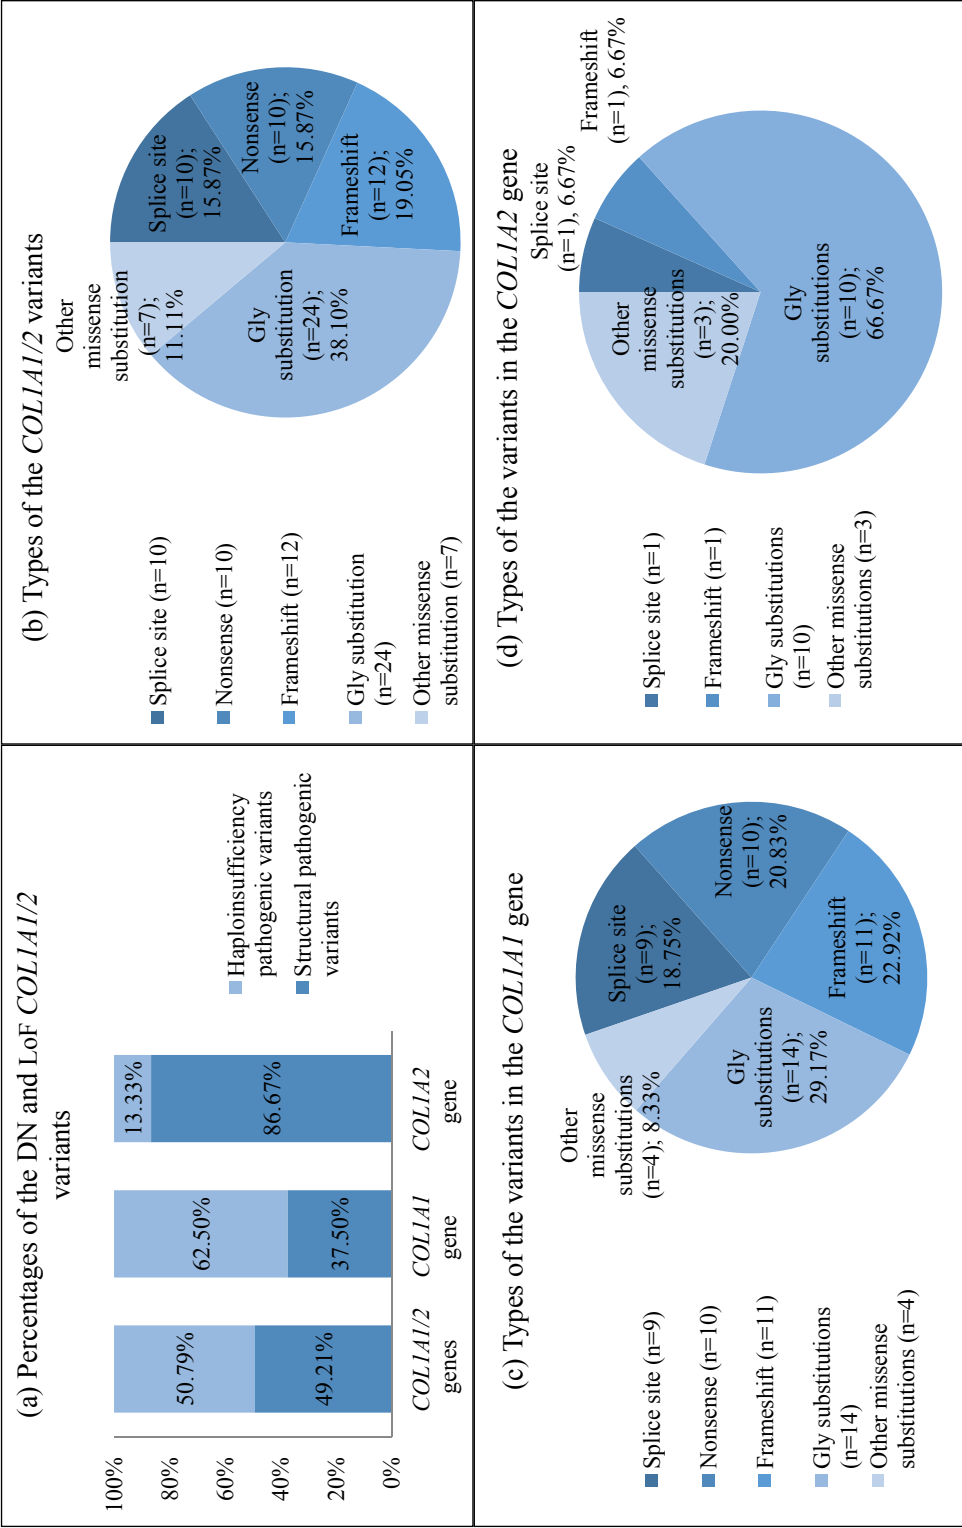 (a) Percentages of the DN and LoF COL1A1/2
variants
100%
80%
60%
40%
20%
0%
50.79%
49.21%
62.50%
37.50%
13.33%
86.67%
COL1A1/2
genes
COL1A1
gene
COL1A2
gene
Haploinsufficiency
pathogenic variants
Structural pathogenic
variants
(b) Types of the COL1A1/2 variants
Splice site (n=10)
Nonsense (n=10)
Frameshift (n=12)
Gly substitution
(n=24)
Other missense
substitution (n=7)
Other
missense
substitution
(n=7);
11.11%
Splice site
(n=10);
15.87%
Nonsense
(n=10);
15.87%
Frameshift
(n=12);
19.05%
Gly
substitution
(n=24);
38.10%
(c) Types of the variants in the COL1A1 gene
Splice site (n=9)
Nonsense (n=10)
Frameshift (n=11)
Gly substitutions
(n=14)
Other missense
substitutions (n=4)
Other
missense
substitutions
(n=4); 8.33%
Splice site
(n=9);
18.75%
Nonsense
(n=10);
20.83%
Frameshift
(n=11);
22.92%
Gly
substitutions
(n=14);
29.17%
(d) Types of the variants in the COL1A2 gene
Splice site (n=1)
Frameshift (n=1)
Gly substitutions
(n=10)
Other missense
substitutions (n=3)
Splice site
(n=1), 6.67%
Frameshift
(n=1), 6.67%
Other
missense
substitutions
(n=3);
20.00%
Gly
substitutions
(n=10);
66.67%